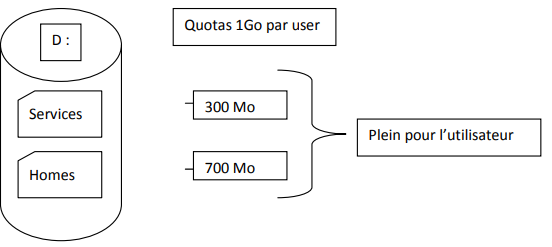 D :
Quotas 1Go par user
Services
300 Mo
Plein pour l’utilisateur
Homes
700 Mo